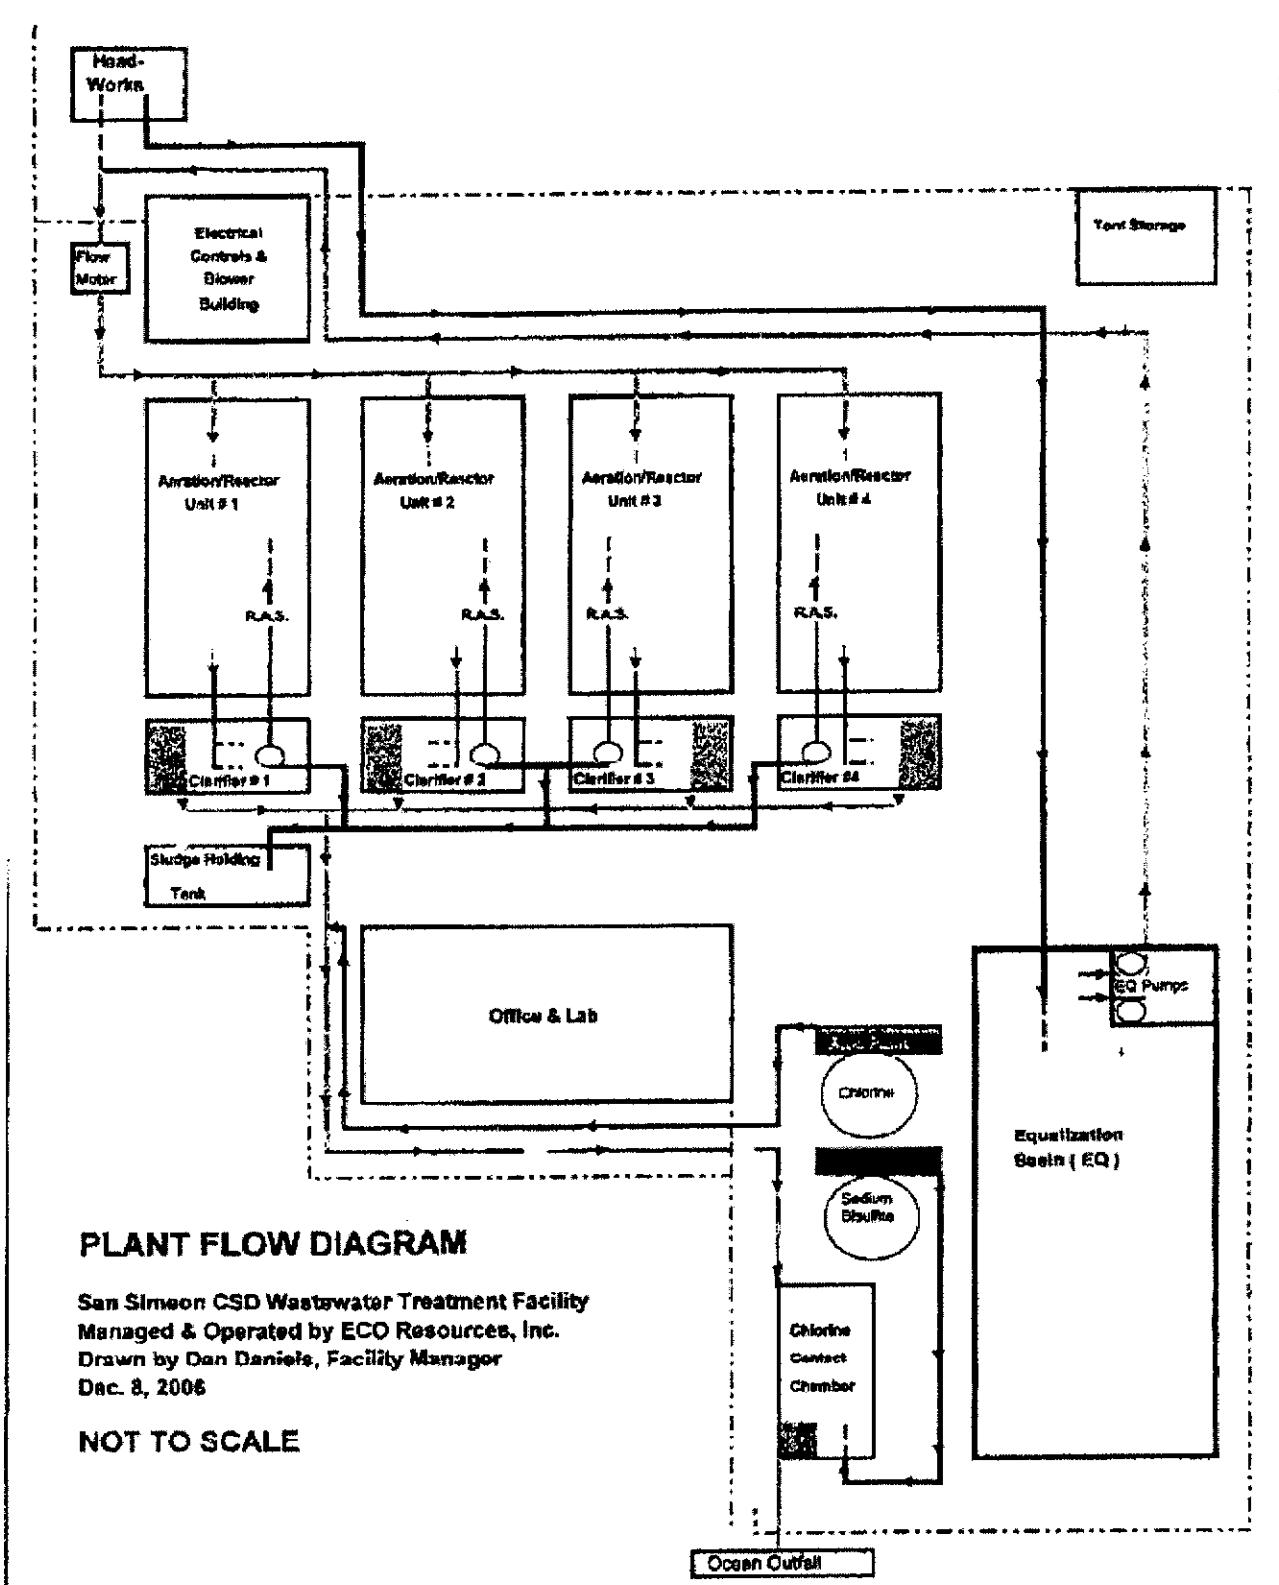 Head-
Works
Electrical
Controls &
Blower
Building
Tent Storage
Flow
Meter
Aeration/Reactor
Unit # 1
Aeration/Reactor
Unit # 2
Aeration/Reactor
Unit # 3
Aeration/Reactor
Unit # 4
R.A.S.
R.A.S.
R.A.S.
R.A.S.
Clarifier # 1
Clarifier # 2
Clarifier # 3
Clarifier #4
Sludge Holding
Tank
Office & Lab
EQ Pumps
Chlorine
Equalization
Basin ( EQ )
Sodium
Bisulfite
Chlorine
Contact
Chamber
PLANT FLOW DIAGRAM
San Simeon CSD Wastewater Treatment Facility
Managed & Operated by ECO Resources, Inc.
Drawn by Dan Daniels, Facility Manager
Dec. 8, 2006
NOT TO SCALE
Ocean Outfall